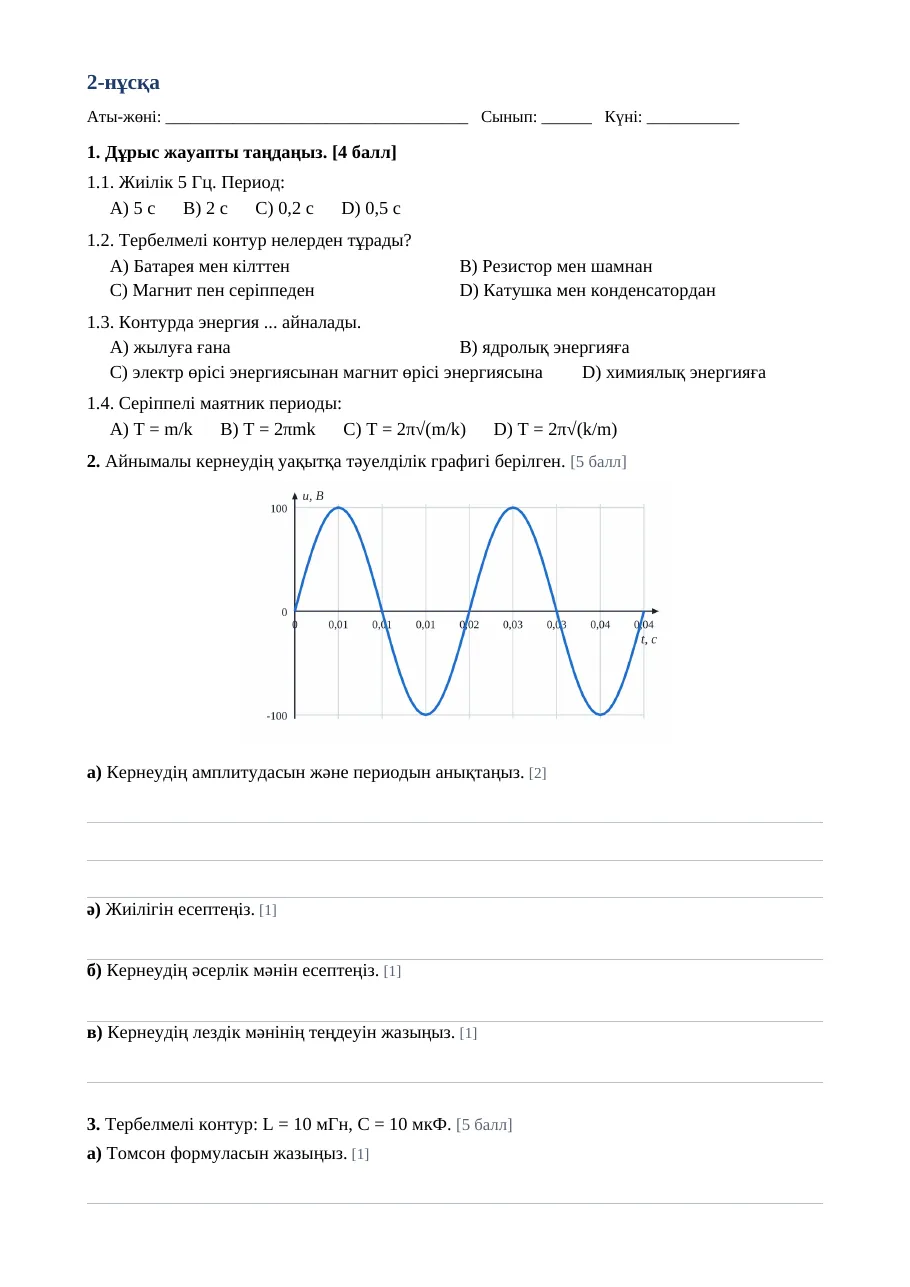 2-нұсқа
Аты-жөні: ____________________________________ Сынып: ______ Күні: ___________
1. Дұрыс жауапты таңдаңыз. [4 балл]
1.1. Жиілік 5 Гц. Период:
A) 5 с B) 2 с C) 0,2 с D) 0,5 с
1.2. Тербелмелі контур нелерден тұрады?
A) Батарея мен кілттен B) Резистор мен шамнан
C) Магнит пен серіппеден D) Катушка мен конденсатордан
1.3. Контурда энергия ... айналады.
A) жылуға ғана B) ядролық энергияға
C) электр өрісі энергиясынан магнит өрісі энергиясына D) химиялық энергияға
1.4. Серіппелі маятник периоды:
A) T = m/k B) T = 2πmk C) T = 2π√(m/k) D) T = 2π√(k/m)
2. Айнымалы кернеудің уақытқа тәуелділік графигі берілген. [5 балл]
u, В
100
0
0 0,01 0,01 0,01 0,02 0,03 0,03 0,04 0,04
t, с
-100
а) Кернеудің амплитудасын және периодын анықтаңыз. [2]
ә) Жиілігін есептеңіз. [1]
б) Кернеудің әсерлік мәнін есептеңіз. [1]
в) Кернеудің лездік мәнінің теңдеуін жазыңыз. [1]
3. Тербелмелі контур: L = 10 мГн, C = 10 мкФ. [5 балл]
а) Томсон формуласын жазыңыз. [1]